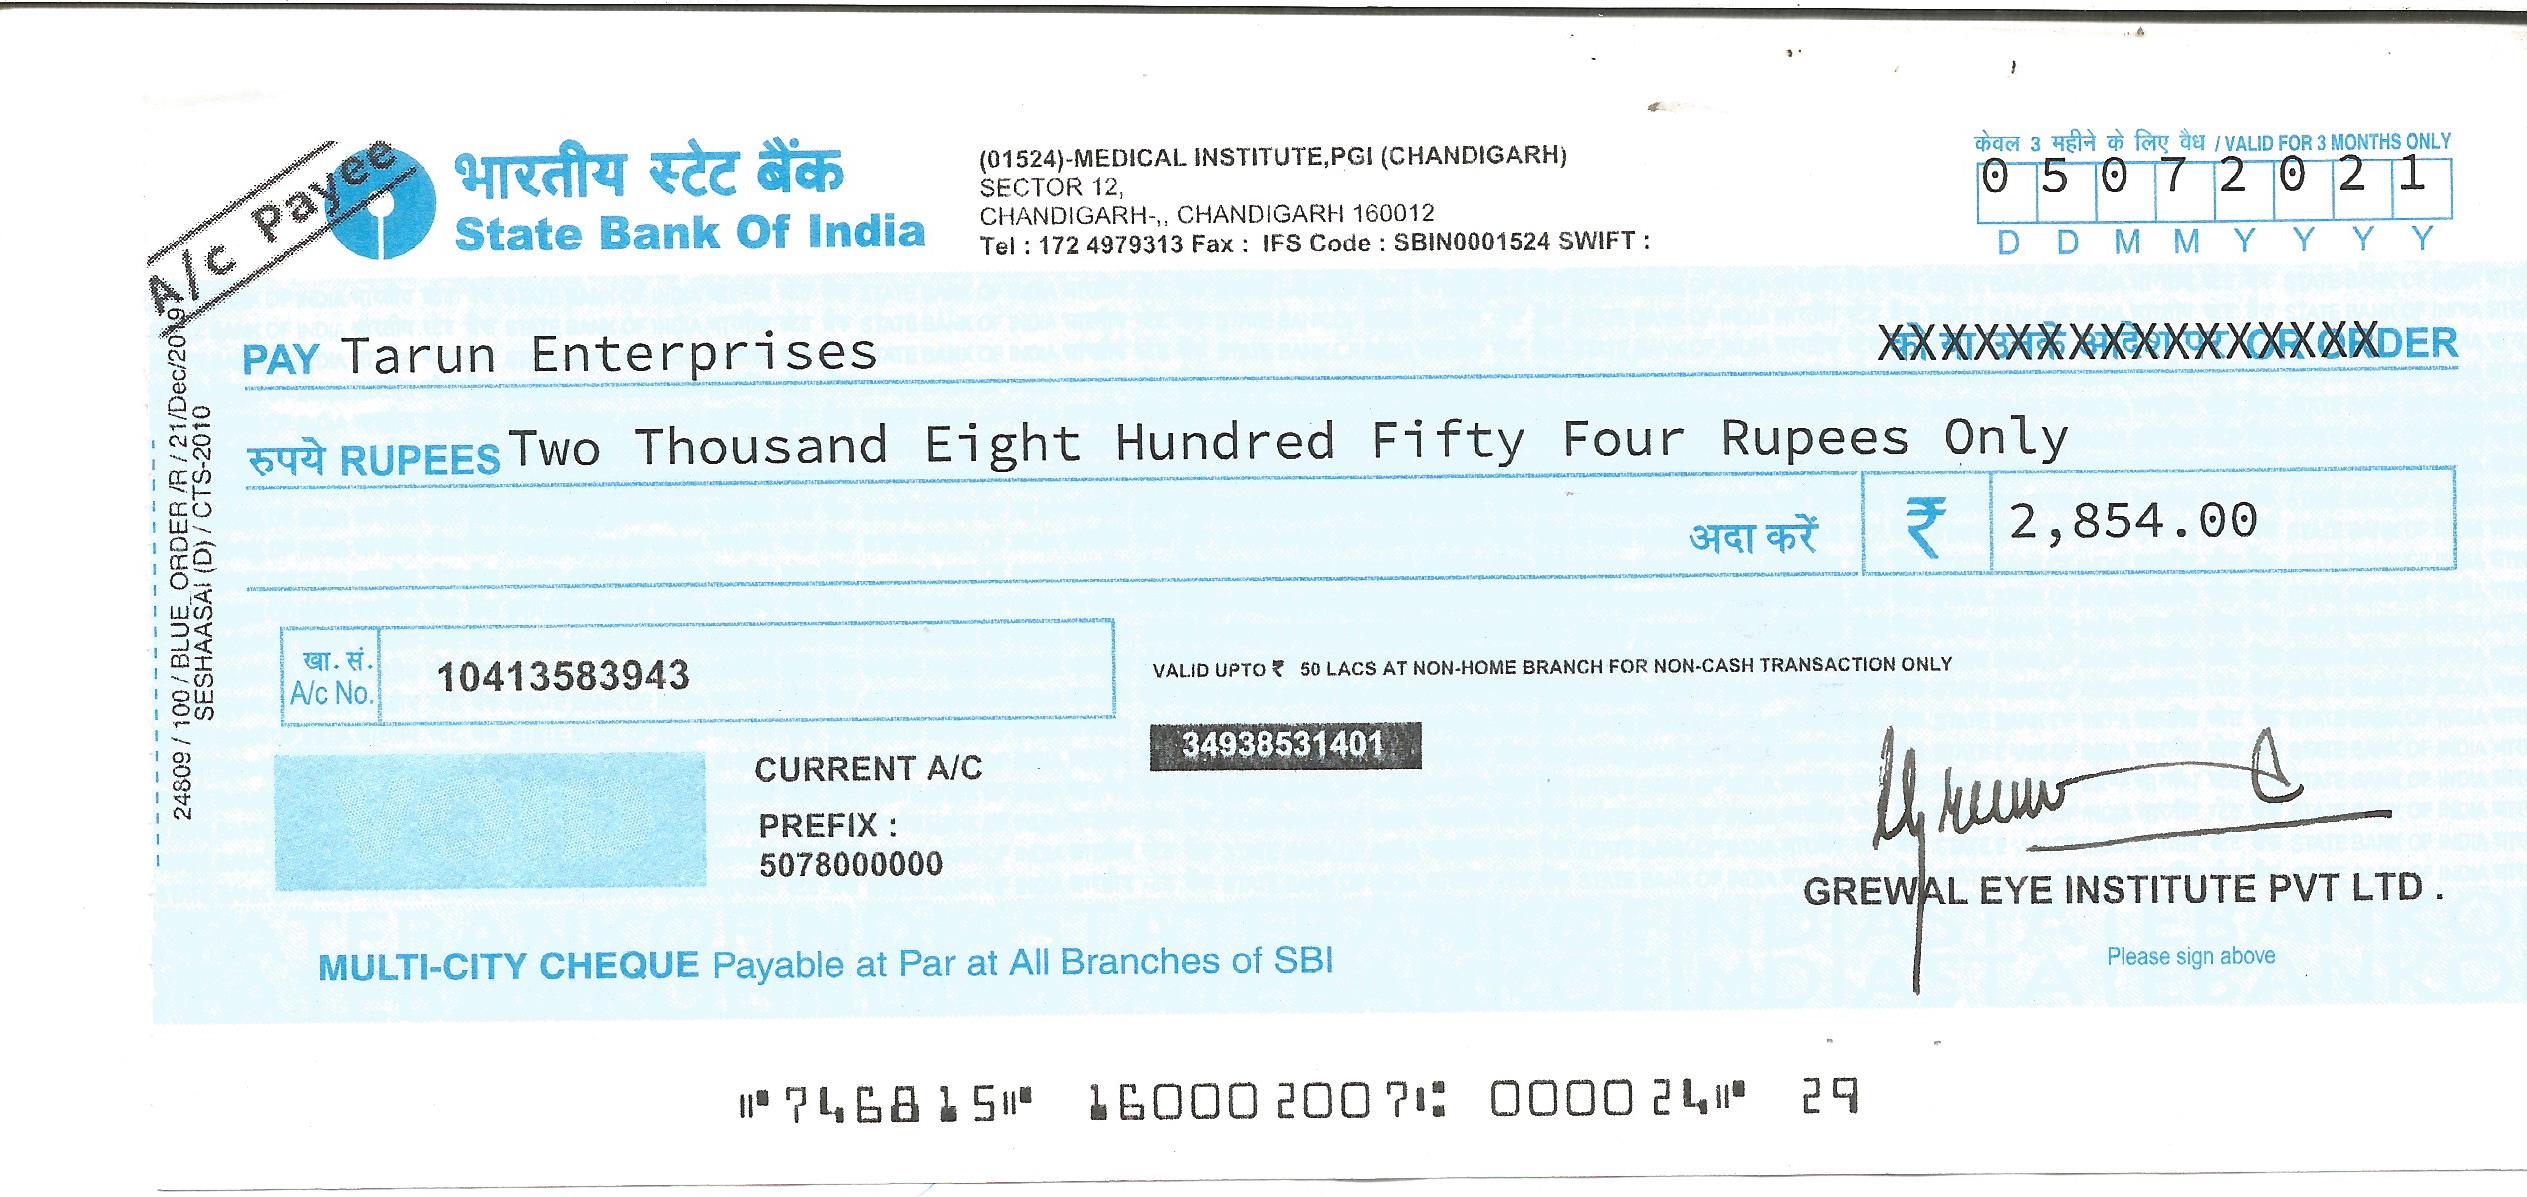 A/c Payee
भारतीय स्टेट बैंक
State Bank Of India
(01524)-MEDICAL INSTITUTE,PGI (CHANDIGARH)
SECTOR 12,
CHANDIGARH-,, CHANDIGARH 160012
Tel : 172 4979313 Fax : IFS Code : SBIN0001524 SWIFT :
केवल 3 महीने के लिए वैध / VALID FOR 3 MONTHS ONLY
0 5 0 7 2 0 2 1
D D M M Y Y Y Y
PAY Tarun Enterprises
को या उसके आदेश पर OR ORDER
रुपये RUPEES Two Thousand Eight Hundred Fifty Four Rupees Only
अदा करें ₹ 2,854.00
खा. सं.
A/c No.
10413583943
VALID UPTO ₹ 50 LACS AT NON-HOME BRANCH FOR NON-CASH TRANSACTION ONLY
34938531401
CURRENT A/C
PREFIX :
5078000000
GREWAL EYE INSTITUTE PVT LTD .
Please sign above
MULTI-CITY CHEQUE Payable at Par at All Branches of SBI
⑈746815⑈ 160002007⑆ 000024⑈ 29
24809 / 100 / BLUE_ORDER /R / 21/Dec/2019
SESHAASAI (D) / CTS-2010